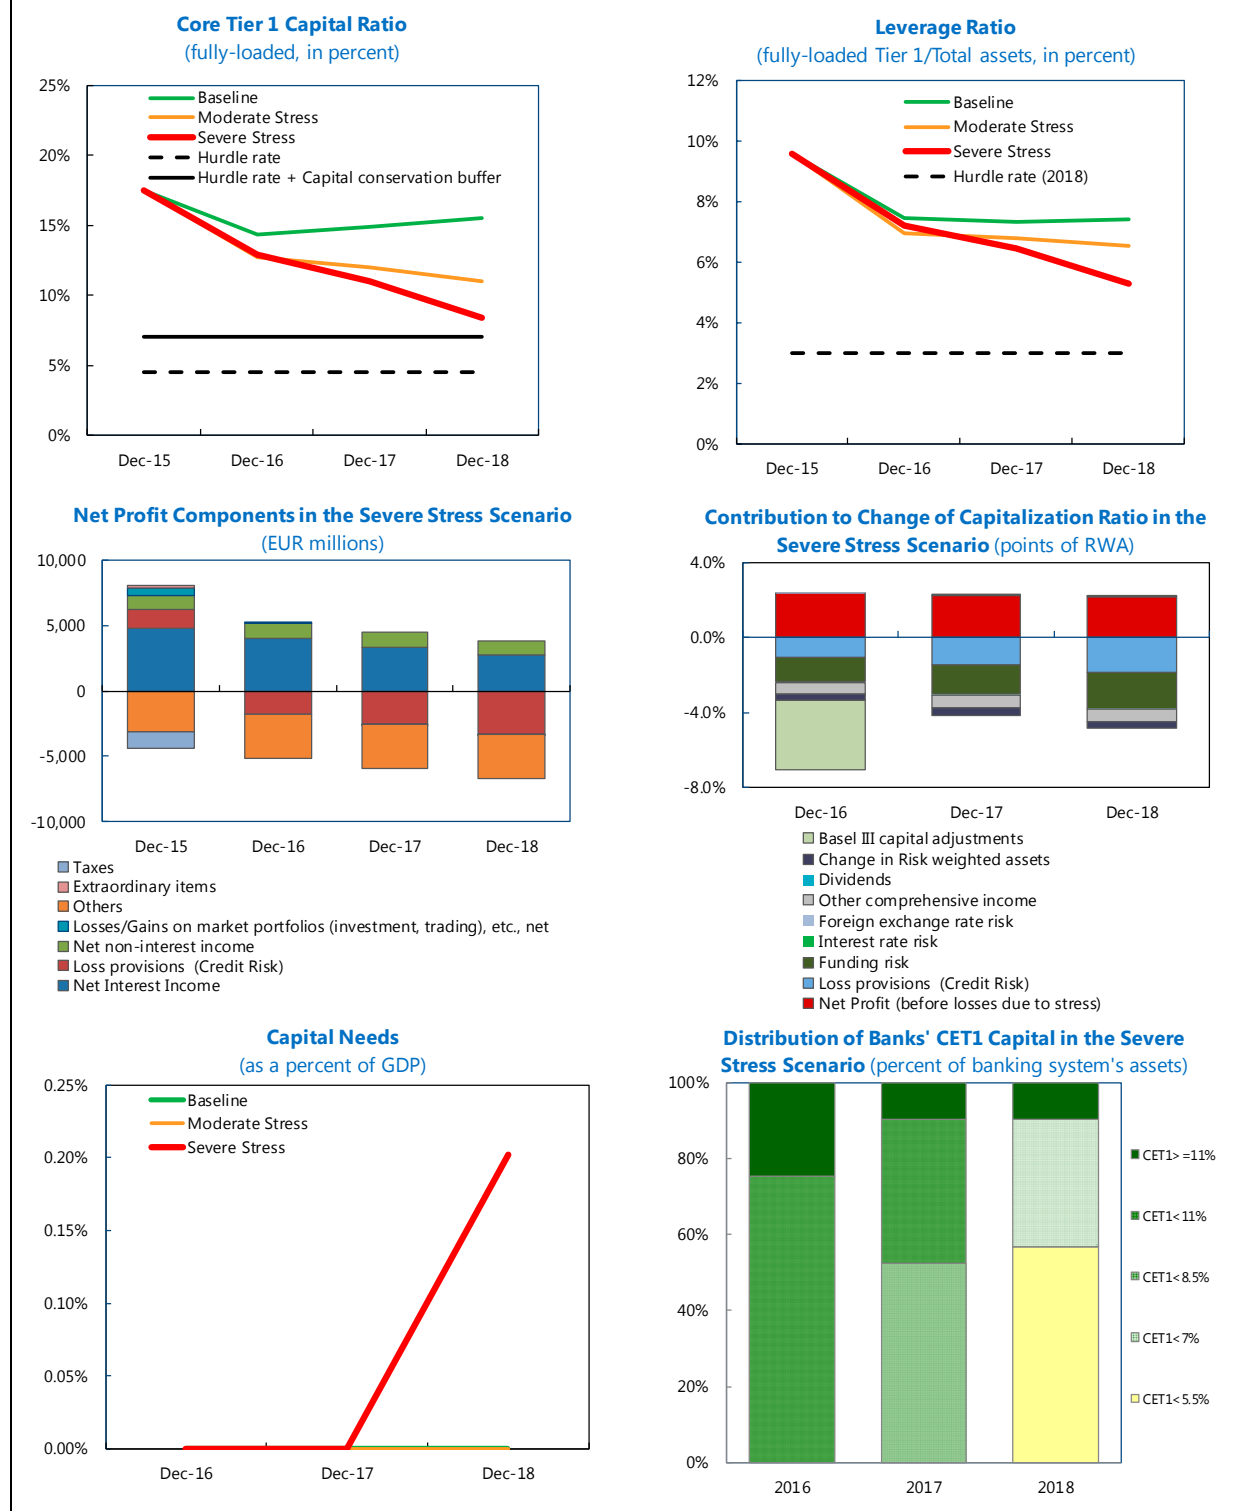 Core Tier 1 Capital Ratio
(fully-loaded, in percent)
25%
20%
15%
10%
5%
0%
Baseline
Moderate Stress
Severe Stress
Hurdle rate
Hurdle rate + Capital conservation buffer
Dec-15 Dec-16 Dec-17 Dec-18
Leverage Ratio
(fully-loaded Tier 1/Total assets, in percent)
12%
10%
8%
6%
4%
2%
0%
Baseline
Moderate Stress
Severe Stress
Hurdle rate (2018)
Dec-15 Dec-16 Dec-17 Dec-18
Net Profit Components in the Severe Stress Scenario
(EUR millions)
10,000
5,000
0
-5,000
-10,000
Dec-15 Dec-16 Dec-17 Dec-18
Taxes
Extraordinary items
Others
Losses/Gains on market portfolios (investment, trading), etc., net
Net non-interest income
Loss provisions (Credit Risk)
Net Interest Income
Contribution to Change of Capitalization Ratio in the
Severe Stress Scenario (points of RWA)
4.0%
0.0%
-4.0%
-8.0%
Dec-16 Dec-17 Dec-18
Basel III capital adjustments
Change in Risk weighted assets
Dividends
Other comprehensive income
Foreign exchange rate risk
Interest rate risk
Funding risk
Loss provisions (Credit Risk)
Net Profit (before losses due to stress)
Capital Needs
(as a percent of GDP)
0.25%
0.20%
0.15%
0.10%
0.05%
0.00%
Baseline
Moderate Stress
Severe Stress
Dec-16 Dec-17 Dec-18
Distribution of Banks' CET1 Capital in the Severe
Stress Scenario (percent of banking system's assets)
100%
80%
60%
40%
20%
0%
2016 2017 2018
CET1>=11%
CET1<11%
CET1<8.5%
CET1<7%
CET1<5.5%